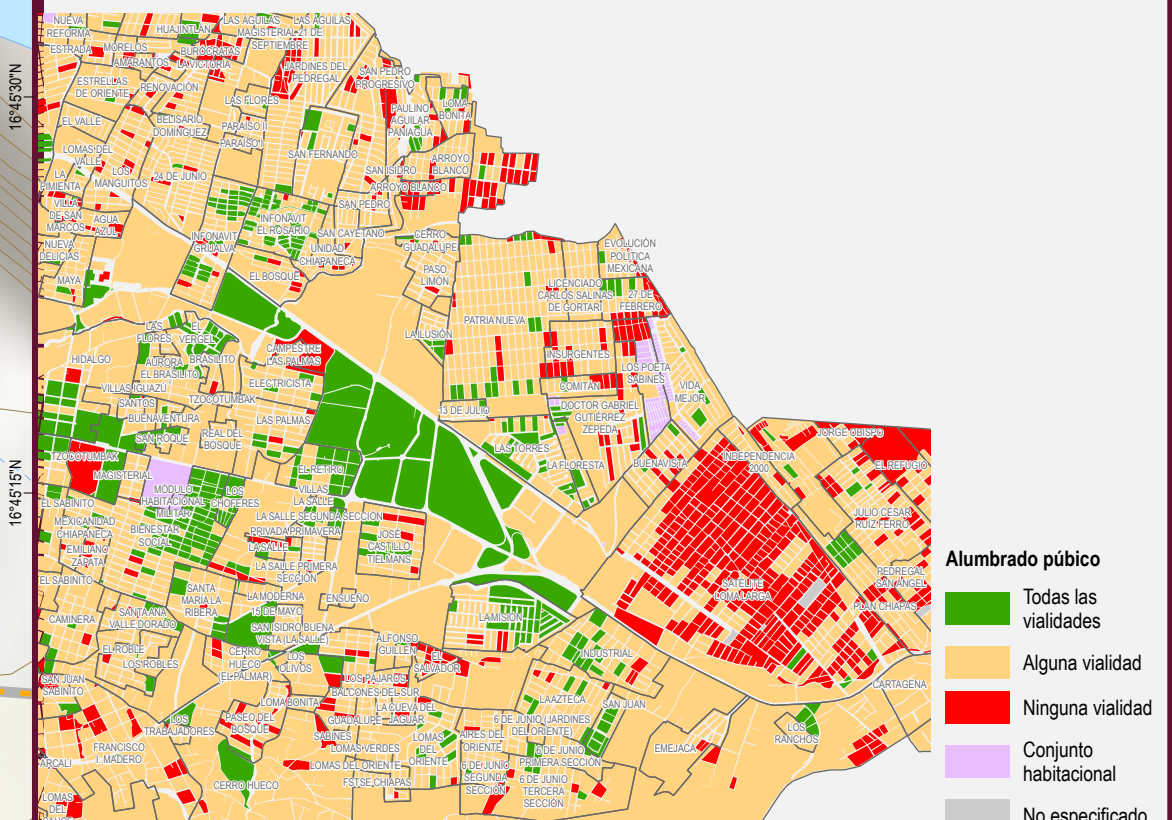 NUEVA
REFORMA
HUAJINTLÁN
LAS ÁGUILAS
MAGISTERIAL 21 DE
SEPTIEMBRE
LAS ÁGUILAS
ESTRADA
MORELOS
AMARANTOS
BURÓCRATAS
LA VICTORIA
JARDINES DEL
PEDREGAL
SAN PEDRO
PROGRESIVO
ESTRELLAS
DE ORIENTE
RENOVACIÓN
LAS FLORES
PAULINO
AGUILAR
PANIAGUA
LOMA
BONITA
16°45'30"N
EL VALLE
BELISARIO
DOMÍNGUEZ
PARAÍSO II
PARAÍSO I
SAN FERNANDO
LOMAS DEL
VALLE
LA
PIMIENTA
LOS
MANGUITOS
24 DE JUNIO
SAN ISIDRO
ARROYO
BLANCO
ARROYO BLANCO
VILLA
DE SAN
MARCOS
AGUA
AZUL
INFONAVIT
EL ROSARIO
SAN PEDRO
SAN CAYETANO
NUEVA
DELICIAS
INFONAVIT
GRIJALVA
UNIDAD
CHIAPANECA
CERRO
GUADALUPE
EVOLUCIÓN
POLÍTICA
MEXICANA
MAYA
EL BOSQUE
PASO
LIMÓN
LICENCIADO
CARLOS SALINAS
DE GORTARI
27 DE
FEBRERO
LAS
FLORES
EL
VERGEL
LA ILUSIÓN
PATRIA NUEVA
HIDALGO
AURORA
EL BRASILITO
BRASILITO
CAMPESTRE
LAS PALMAS
INSURGENTES
VILLAS IGUAZÚ
ELECTRICISTA
COMITÁN
LOS POETA
SABINES
VIDA
MEJOR
SANTOS
TZOCOTUMBAK
13 DE JULIO
DOCTOR GABRIEL
GUTIÉRREZ
ZEPEDA
BUENAVENTURA
LAS PALMAS
SAN ROQUE
REAL DEL
BOSQUE
LAS TORRES
JORGE OBISPO
TZOCOTUMBAK
MAGISTERIAL
EL RETIRO
LA FLORESTA
BUENAVISTA
INDEPENDENCIA
2000
EL REFUGIO
16°45'15"N
MÓDULO
HABITACIONAL
MILITAR
LOS
CHOFERES
VILLAS
LA SALLE
EL SABINITO
LA SALLE SEGUNDA SECCIÓN
JULIO CÉSAR
RUIZ FERRO
MEXICANIDAD
CHIAPANECA
BIENESTAR
SOCIAL
PRIVADA PRIMAVERA
JOSÉ
CASTILLO
TIELMANS
EMILIANO
ZAPATA
LA SALLE
LA SALLE PRIMERA
SECCIÓN
EL SABINITO
SANTA
MARÍA LA
RIBERA
LA MODERNA
ENSUEÑO
SATÉLITE
LOMA LARGA
PEDREGAL
SAN ÁNGEL
PLAN CHIAPAS
CAMINERA
SANTA ANA
VALLE DORADO
15 DE MAYO
SAN ISIDRO BUENA
VISTA (LA SALLE)
LA MISIÓN
EL ROBLE
LOS ROBLES
CERRO
HUECO
(EL PALMAR)
LOS
OLIVOS
ALFONSO
GUILLÉN
EL
SALVADOR
INDUSTRIAL
SAN JUAN
SABINITO
LOS PÁJAROS
BALCONES DEL SUR
CARTAGENA
LOMA BONITA
LA CUEVA DEL
JAGUAR
LA AZTECA
SAN JUAN
LOS
TRABAJADORES
PASEO DEL
BOSQUE
GUADALUPE
SABINES
6 DE JUNIO (JARDINES
DEL ORIENTE)
LOS
RANCHOS
FRANCISCO
I. MADERO
LOMAS VERDES
LOMAS
DEL
ORIENTE
AIRES DEL
ORIENTE
6 DE JUNIO
PRIMERA SECCIÓN
EMEJACA
ARCALI
LOMAS DEL ORIENTE
6 DE JUNIO
SEGUNDA
SECCIÓN
CERRO HUECO
FSTSE CHIAPAS
6 DE JUNIO
TERCERA
SECCIÓN
LOMAS
DEL
Alumbrado púbico
Todas las
vialidades
Alguna vialidad
Ninguna vialidad
Conjunto
habitacional
No especificado